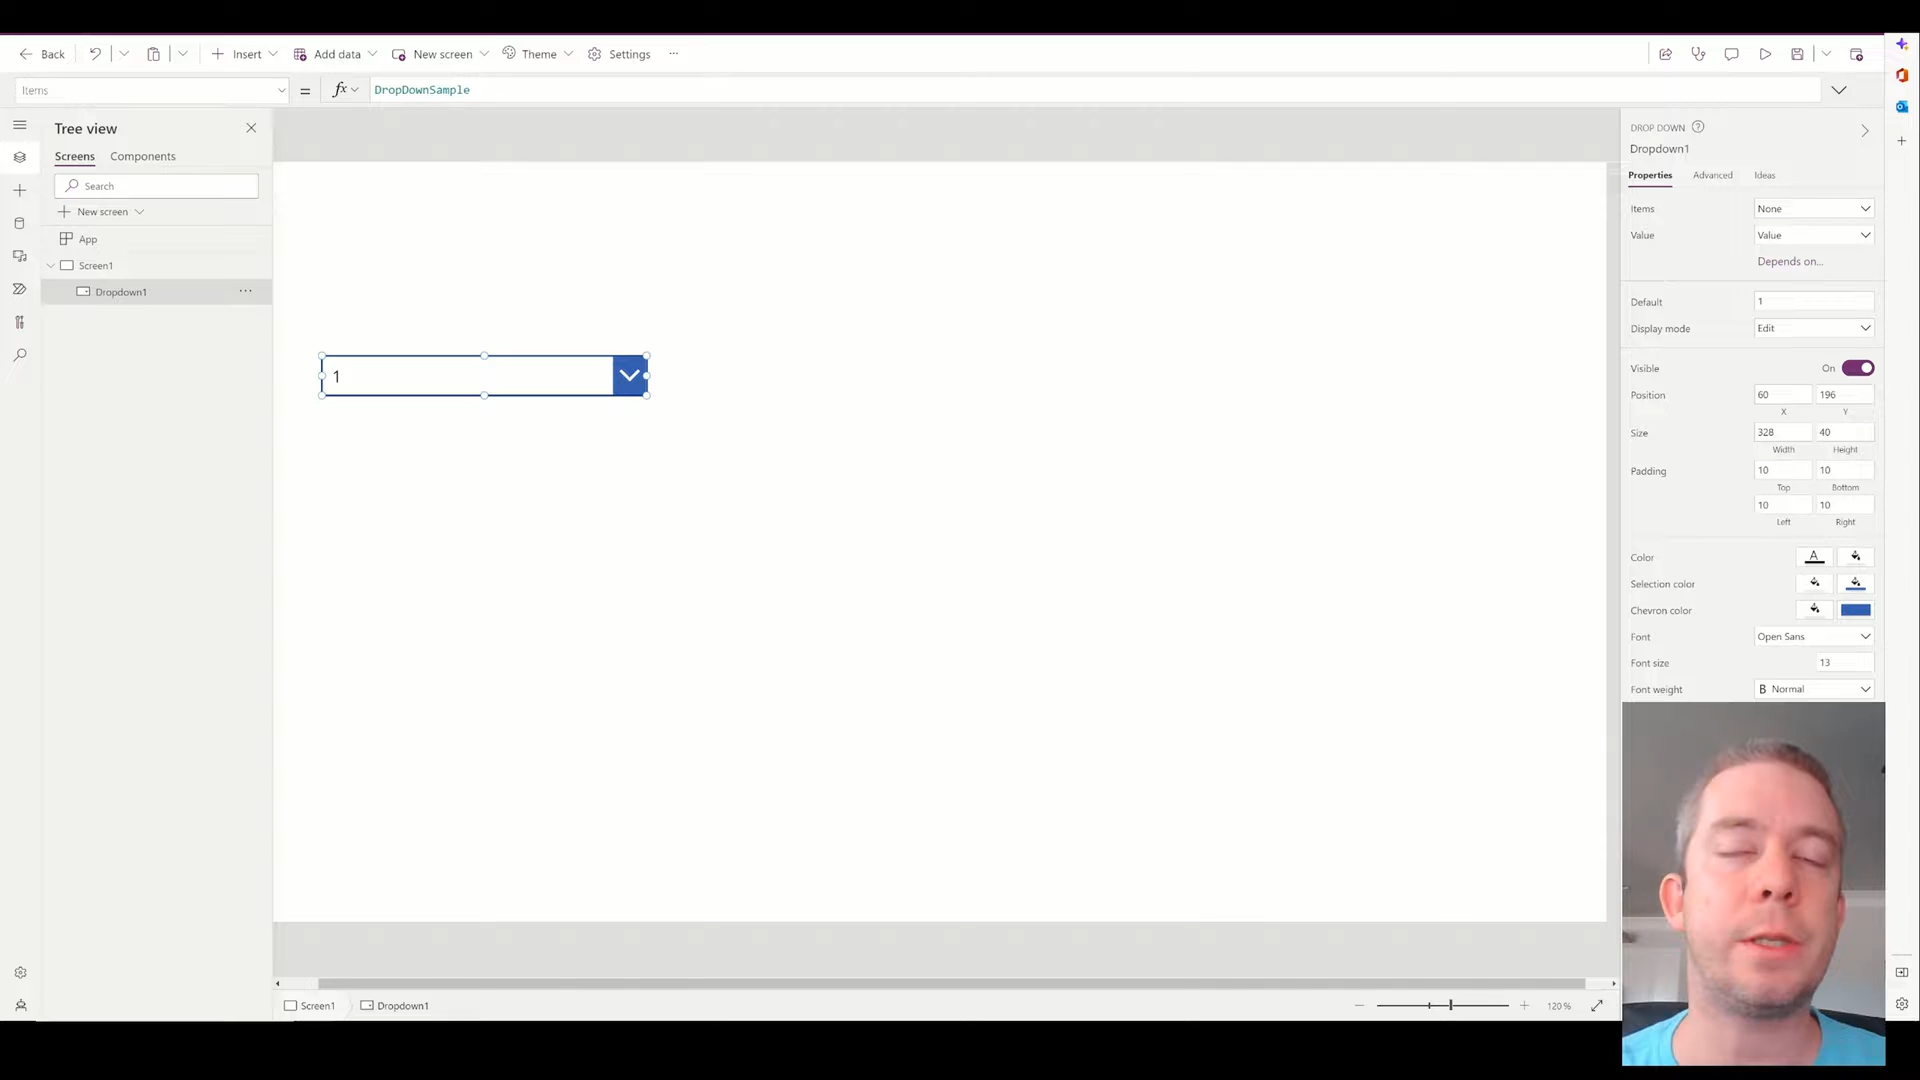 Back
Insert
Add data
New screen
Theme
Settings
Items
=
fx
DropDownSample
Tree view
Screens
Components
Search
New screen
App
Screen1
Dropdown1
1
DROP DOWN
Dropdown1
Properties
Advanced
Ideas
Items
None
Value
Value
Depends on...
Default
1
Display mode
Edit
Visible
On
Position
60
196
X
Y
Size
328
40
Width
Height
Padding
10
10
Top
Bottom
10
10
Left
Right
Color
A
Selection color
Chevron color
Font
Open Sans
Font size
13
Font weight
B Normal
Screen1
Dropdown1
120 %